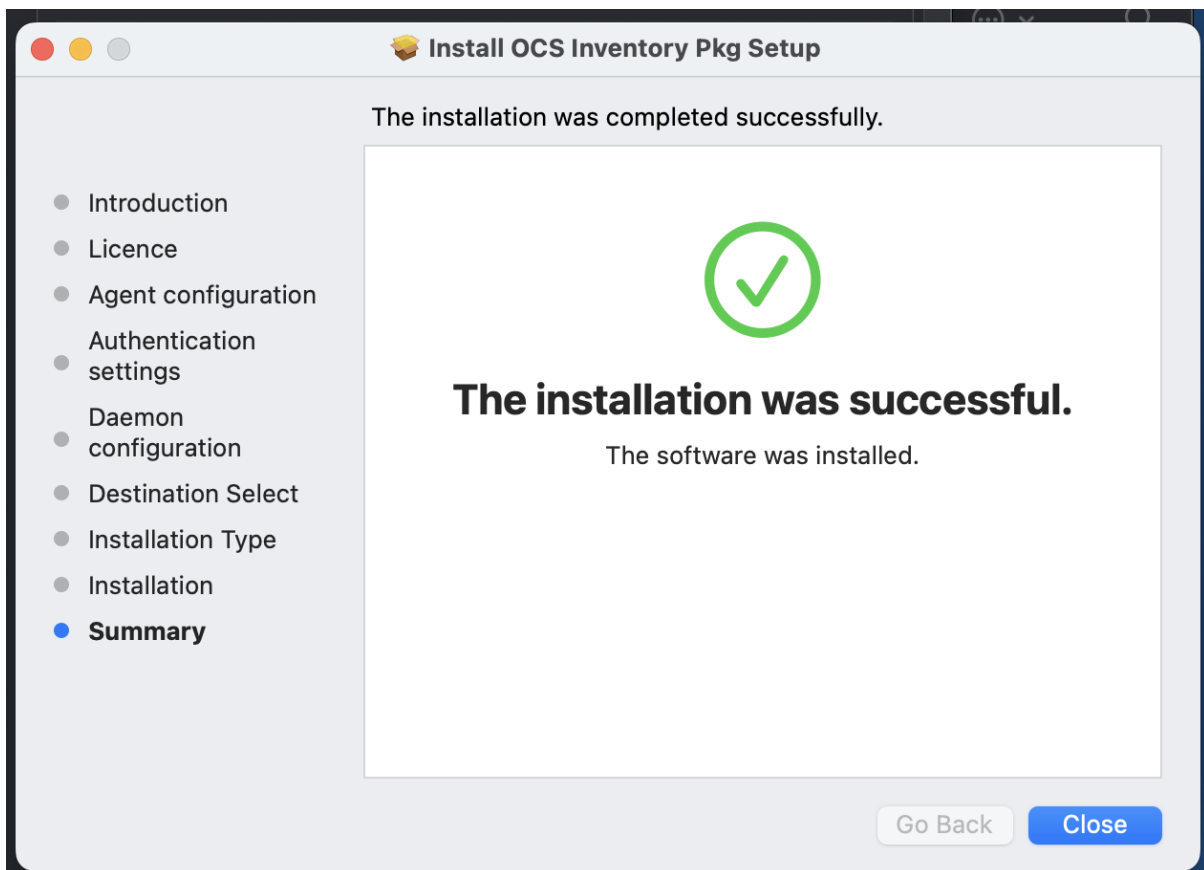 Install OCS Inventory Pkg Setup
The installation was completed successfully.
Introduction
Licence
Agent configuration
Authentication
settings
Daemon
configuration
Destination Select
Installation Type
Installation
Summary
The installation was successful.
The software was installed.
Go Back
Close